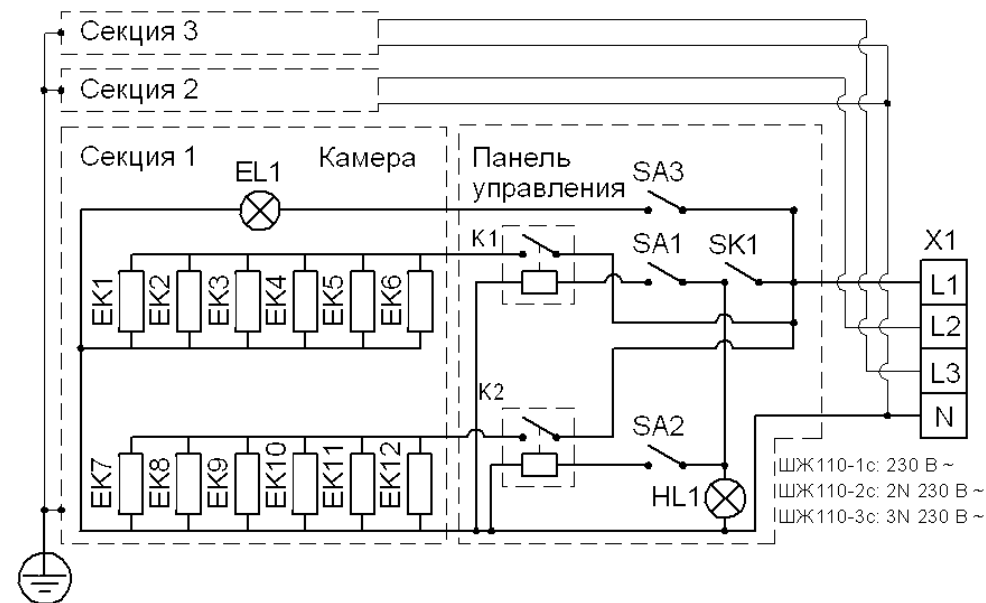 Секция 3
Секция 2
Секция 1
Камера
Панель
управления
EL1
SA3
K1
SA1
SK1
X1
EK1
EK2
EK3
EK4
EK5
EK6
L1
L2
L3
N
K2
SA2
EK7
EK8
EK9
EK10
EK11
EK12
HL1
ШЖ110-1с: 230 В ~
ШЖ110-2с: 2N 230 В ~
ШЖ110-3с: 3N 230 В ~